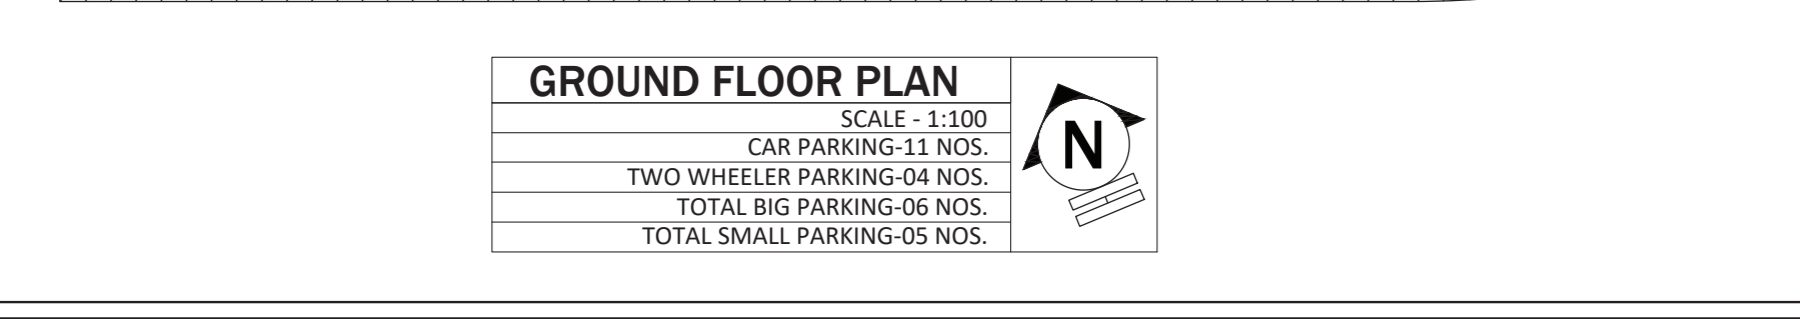 GROUND FLOOR PLAN
SCALE - 1:100
CAR PARKING-11 NOS.
TWO WHEELER PARKING-04 NOS.
TOTAL BIG PARKING-06 NOS.
TOTAL SMALL PARKING-05 NOS.
N